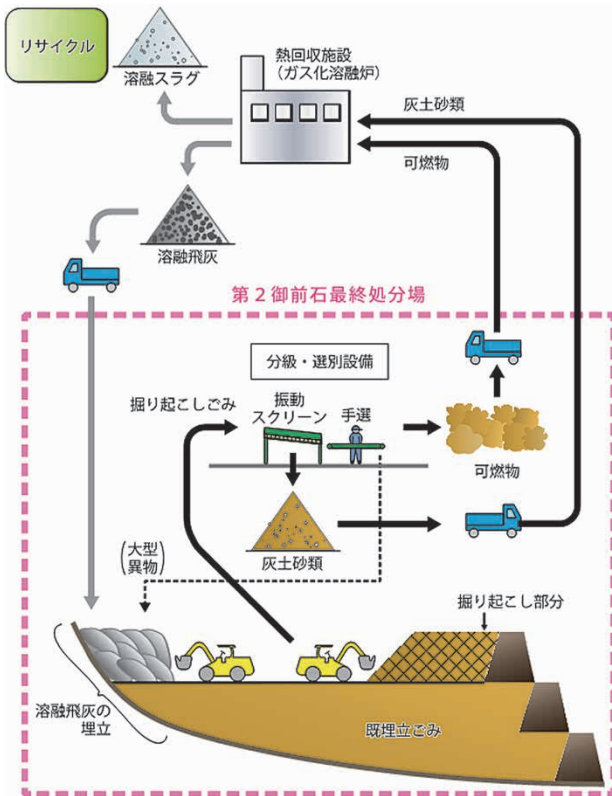 リサイクル
溶融スラグ
熱回収施設
（ガス化溶融炉）
灰土砂類
可燃物
溶融飛灰
第２御前石最終処分場
分級・選別設備
掘り起こしごみ
振動
スクリーン
手選
可燃物
灰土砂類
（大型
異物）
掘り起こし部分
溶融飛灰の
埋立
既埋立ごみ